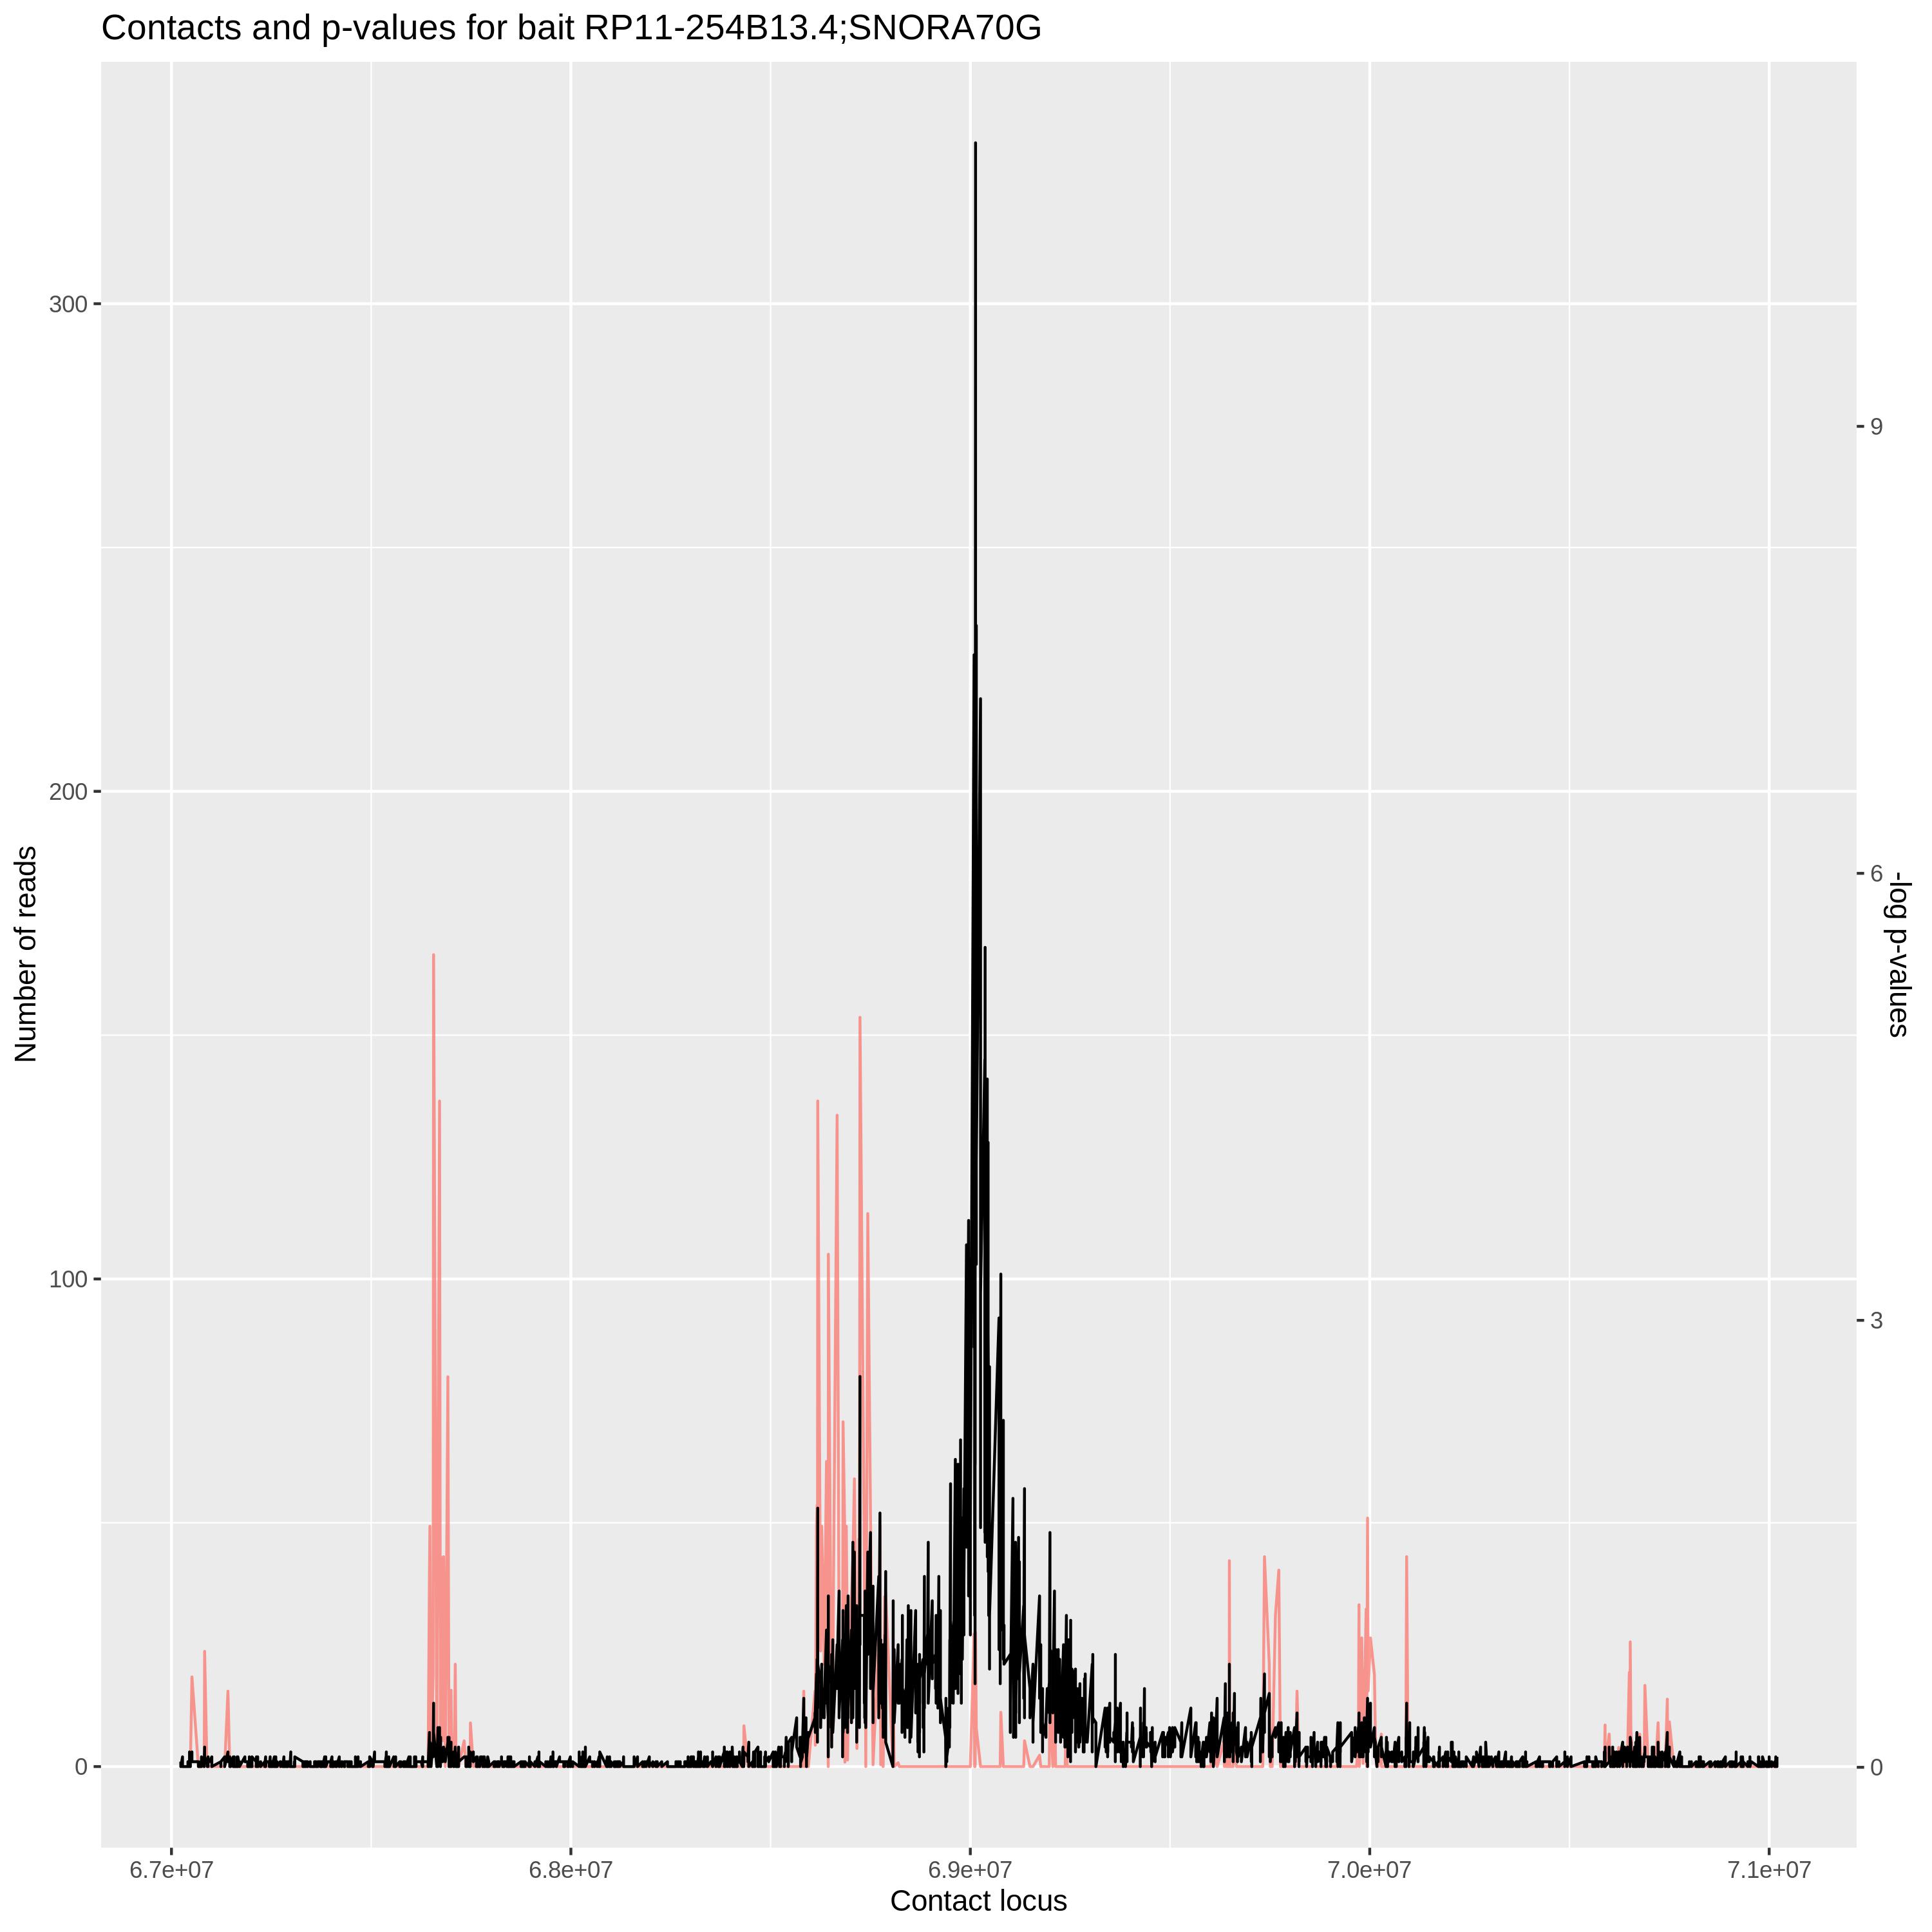 Contacts and p-values for bait RP11-254B13.4;SNORA70G
300
200
100
0
Number of reads
9
6
3
0
-log p-values
6.7e+07
6.8e+07
6.9e+07
7.0e+07
7.1e+07
Contact locus